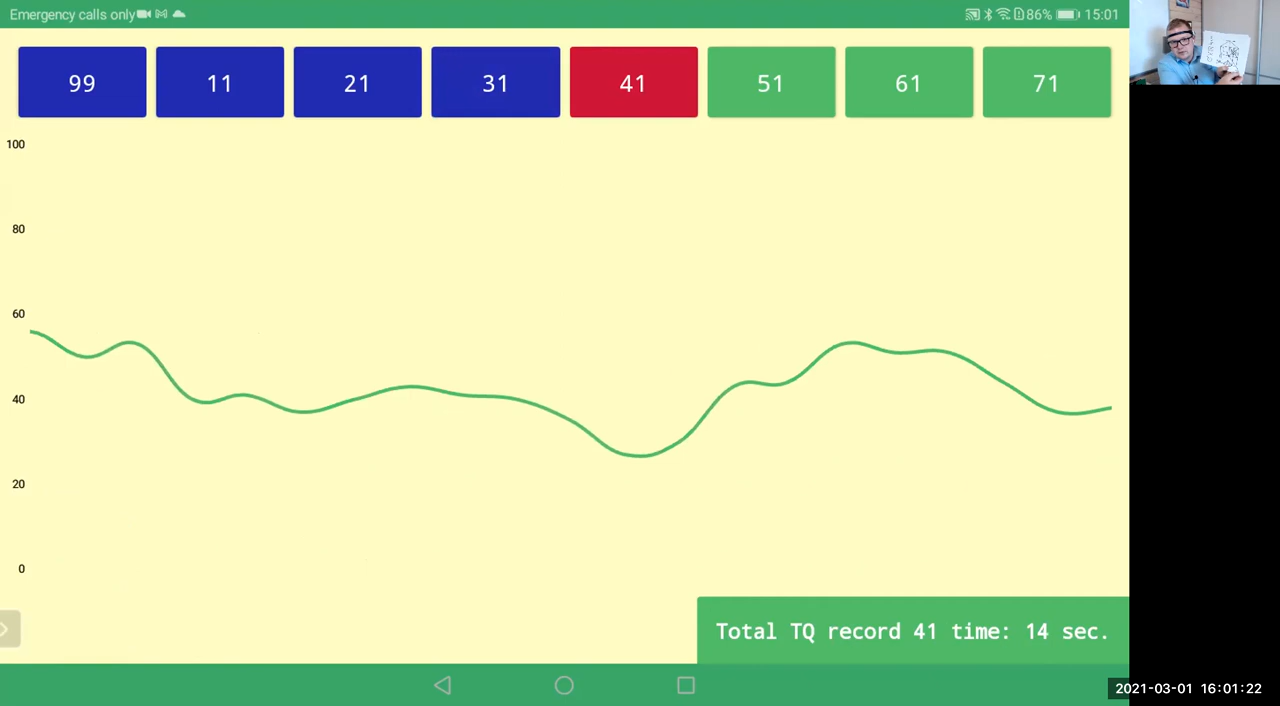 Emergency calls only
86% 15:01
99 11 21 31 41 51 61 71
100
80
60
40
20
0
Total TQ record 41 time: 14 sec.
2021-03-01 16:01:22